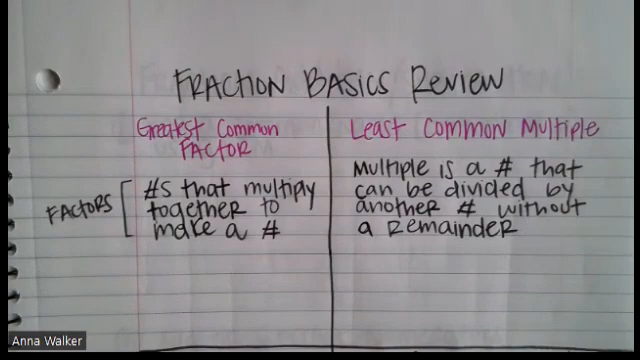 FRACTION BASICS REVIEW
Greatest Common
FACTOR
FACTORS
#S that multiply
together to
make a #
Least Common Multiple
Multiple is a # that
can be divided by
another # without
a Remainder
Anna Walker